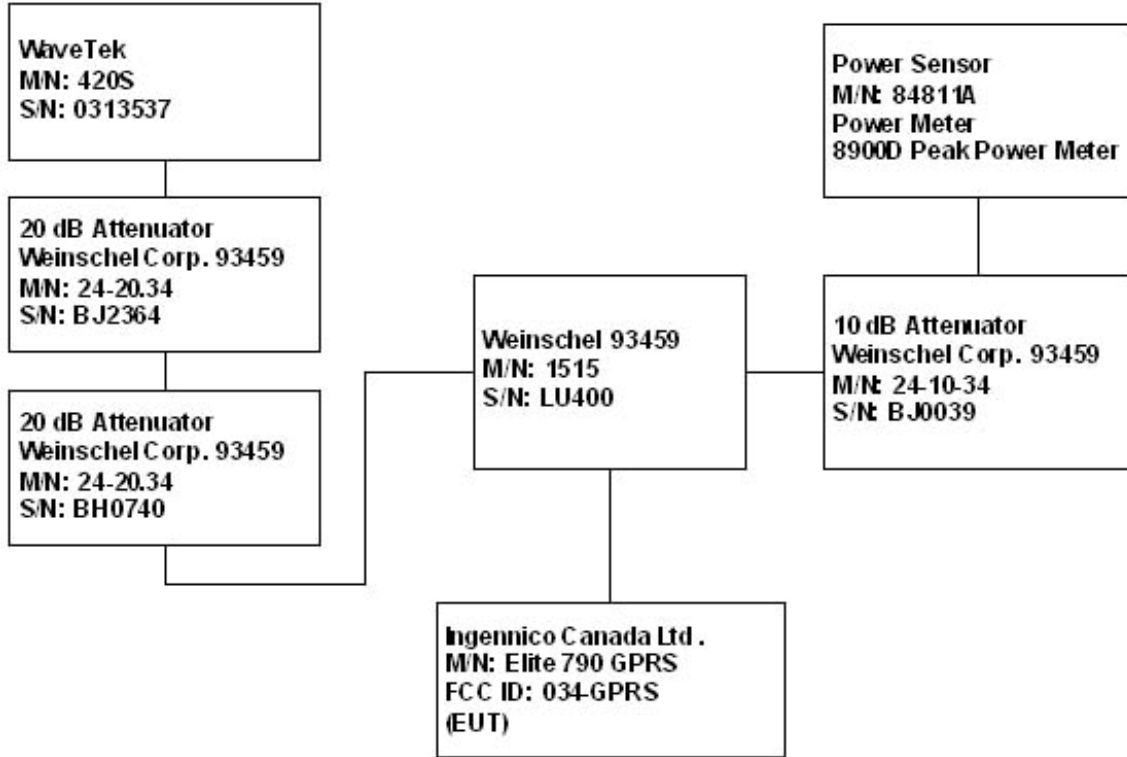 WaveTek
M/N: 420S
S/N: 0313537
20 dB Attenuator
Weinschel Corp. 93459
M/N: 24-20.34
S/N: BJ2364
20 dB Attenuator
Weinschel Corp. 93459
M/N: 24-20.34
S/N: BH0740
Weinschel 93459
M/N: 1515
S/N: LU400
Ingennico Canada Ltd .
M/N: Elite 790 GPRS
FCC ID: 034-GPRS
(EUT)
Power Sensor
M/N: 84811A
Power Meter
8900D Peak Power Meter
10 dB Attenuator
Weinschel Corp. 93459
M/N: 24-10-34
S/N: BJ0039